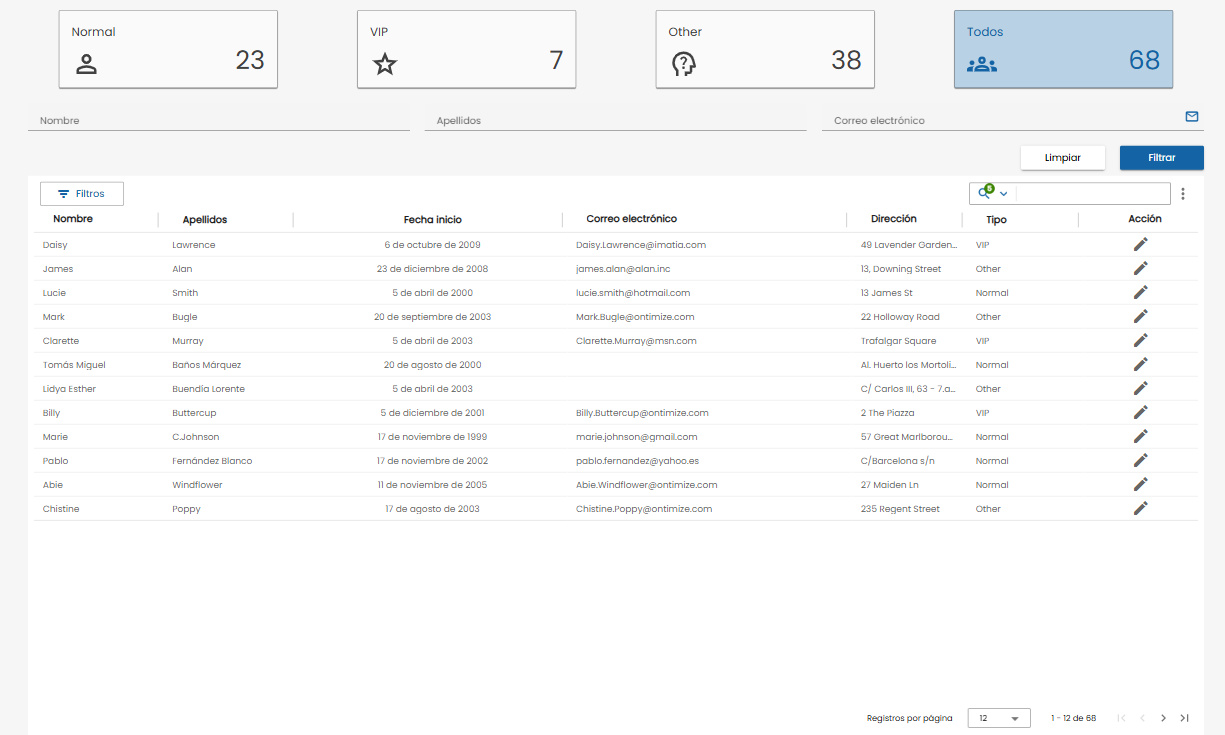 Normal
23
VIP
7
Other
38
Todos
68
Nombre
Apellidos
Correo electrónico
Limpiar
Filtrar
Filtros
5
Nombre Apellidos Fecha inicio Correo electrónico Dirección Tipo Acción
Daisy Lawrence 6 de octubre de 2009 Daisy.Lawrence@imatia.com 49 Lavender Garden... VIP
James Alan 23 de diciembre de 2008 james.alan@alan.inc 13, Downing Street Other
Lucie Smith 5 de abril de 2000 lucie.smith@hotmail.com 13 James St Normal
Mark Bugle 20 de septiembre de 2003 Mark.Bugle@ontimize.com 22 Holloway Road Other
Clarette Murray 5 de abril de 2003 Clarette.Murray@msn.com Trafalgar Square VIP
Tomás Miguel Baños Márquez 20 de agosto de 2000 Al. Huerto los Mortoli... Normal
Lidya Esther Buendía Lorente 5 de abril de 2003 C/ Carlos III, 63 - 7.a... Other
Billy Buttercup 5 de diciembre de 2001 Billy.Buttercup@ontimize.com 2 The Piazza VIP
Marie C.Johnson 17 de noviembre de 1999 marie.johnson@gmail.com 57 Great Marlborou... Normal
Pablo Fernández Blanco 17 de noviembre de 2002 pablo.fernandez@yahoo.es C/Barcelona s/n Normal
Abie Windflower 11 de noviembre de 2005 Abie.Windflower@ontimize.com 27 Maiden Ln Normal
Chistine Poppy 17 de agosto de 2003 Chistine.Poppy@ontimize.com 235 Regent Street Other
Registros por página 12 1 - 12 de 68